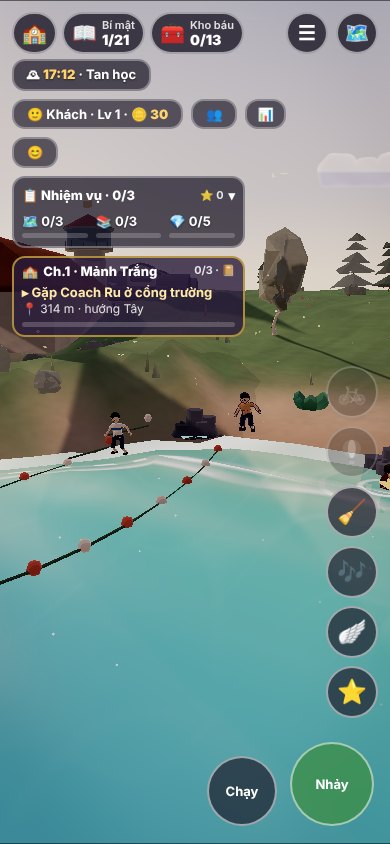 Bí mật
1/21
Kho báu
0/13
17:12 · Tan học
Khách · Lv 1 · 30
Nhiệm vụ · 0/3
0 ▾
0/3
0/3
0/5
Ch.1 · Mảnh Trắng
0/3 ·
▸ Gặp Coach Ru ở cổng trường
314 m · hướng Tây
Chạy
Nhảy